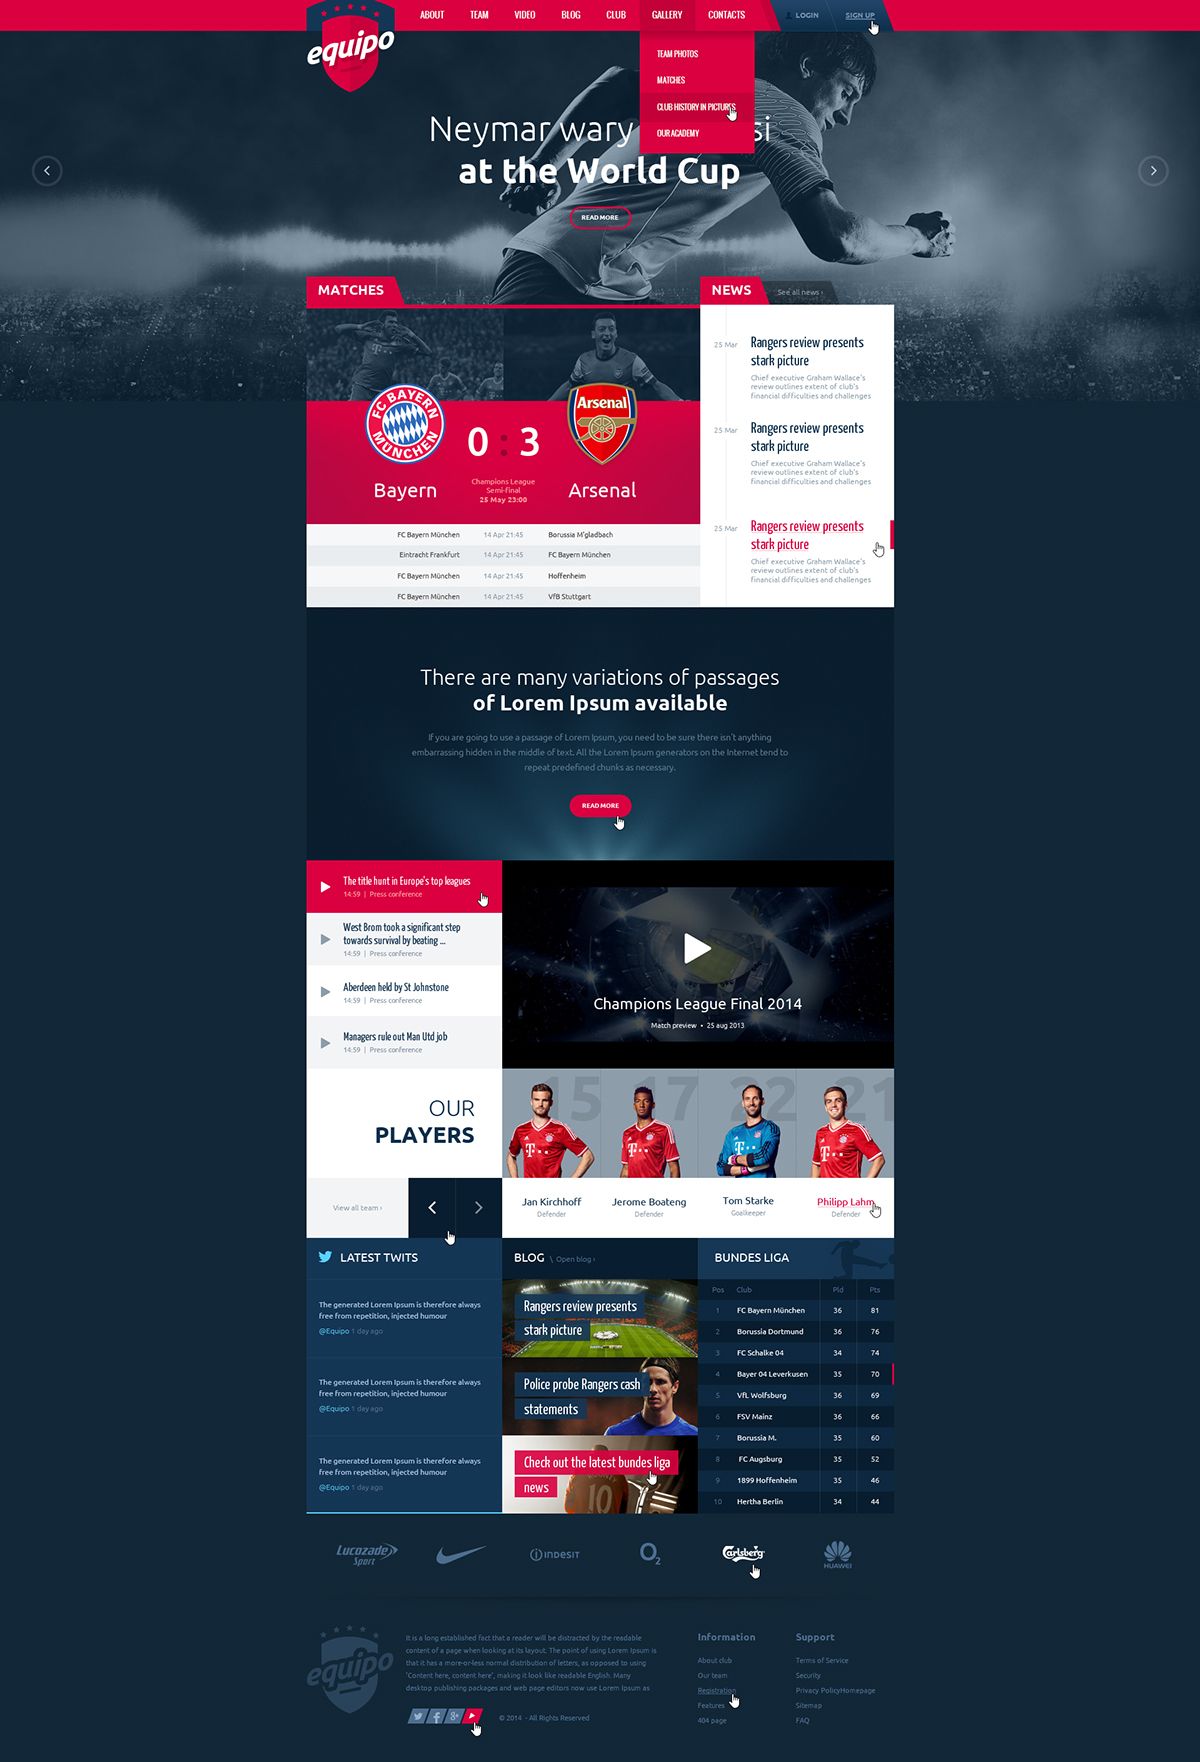 equipo
ABOUT TEAM VIDEO BLOG CLUB GALLERY CONTACTS LOGIN SIGN UP
TEAM PHOTOS
MATCHES
CLUB HISTORY IN PICTURES
OUR ACADEMY
Neymar wary si
at the World Cup
READ MORE
MATCHES
FC BAYERN MÜNCHEN
Arsenal
0 : 3
Bayern
Champions League
Semi-final
25 May 23:00
Arsenal
FC Bayern München 14 Apr 21:45 Borussia M'gladbach
Eintracht Frankfurt 14 Apr 21:45 FC Bayern München
FC Bayern München 14 Apr 21:45 Hoffenheim
FC Bayern München 14 Apr 21:45 VfB Stuttgart
NEWS See all news ›
25 Mar Rangers review presents
stark picture
Chief executive Graham Wallace's
review outlines extent of club's
financial difficulties and challenges
25 Mar Rangers review presents
stark picture
Chief executive Graham Wallace's
review outlines extent of club's
financial difficulties and challenges
25 Mar Rangers review presents
stark picture
Chief executive Graham Wallace's
review outlines extent of club's
financial difficulties and challenges
There are many variations of passages
of Lorem Ipsum available
If you are going to use a passage of Lorem Ipsum, you need to be sure there isn't anything
embarrassing hidden in the middle of text. All the Lorem Ipsum generators on the Internet tend to
repeat predefined chunks as necessary.
READ MORE
The title hunt in Europe's top leagues
14:59 | Press conference
West Brom took a significant step
towards survival by beating ...
14:59 | Press conference
Aberdeen held by St Johnstone
14:59 | Press conference
Managers rule out Man Utd job
14:59 | Press conference
Champions League Final 2014
Match preview • 25 aug 2013
OUR
PLAYERS
View all team ›
15 17 22 21
Jan Kirchhoff
Defender
Jerome Boateng
Defender
Tom Starke
Goalkeeper
Philipp Lahm
Defender
LATEST TWITS
The generated Lorem Ipsum is therefore always
free from repetition, injected humour
@Equipo 1 day ago
The generated Lorem Ipsum is therefore always
free from repetition, injected humour
@Equipo 1 day ago
The generated Lorem Ipsum is therefore always
free from repetition, injected humour
@Equipo 1 day ago
BLOG \ Open blog ›
Rangers review presents
stark picture
Police probe Rangers cash
statements
Check out the latest bundes liga
news
10
BUNDES LIGA
Pos Club Pld Pts
1 FC Bayern München 36 81
2 Borussia Dortmund 36 76
3 FC Schalke 04 34 74
4 Bayer 04 Leverkusen 35 70
5 VfL Wolfsburg 36 69
6 FSV Mainz 36 66
7 Borussia M. 35 60
8 FC Augsburg 35 52
9 1899 Hoffenheim 35 46
10 Hertha Berlin 34 44
Lucozade Sport
INDESIT
O2
Carlsberg
HUAWEI
equipo
It is a long established fact that a reader will be distracted by the readable
content of a page when looking at its layout. The point of using Lorem Ipsum is
that it has a more-or-less normal distribution of letters, as opposed to using
'Content here, content here', making it look like readable English. Many
desktop publishing packages and web page editors now use Lorem Ipsum as
© 2014 - All Rights Reserved
Information
About club
Our team
Registration
Features
404 page
Support
Terms of Service
Security
Privacy PolicyHomepage
Sitemap
FAQ